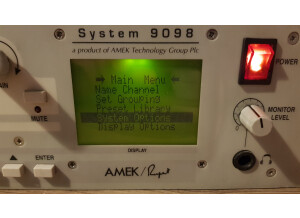 System 9098
a product of AMEK Technology Group Plc
POWER
Main Menu
Name Channel
Set Grouping
Preset Library
System Options
Display Options
MUTE
MONITOR
LEVEL
ENTER
AMEK/
DISPLAY